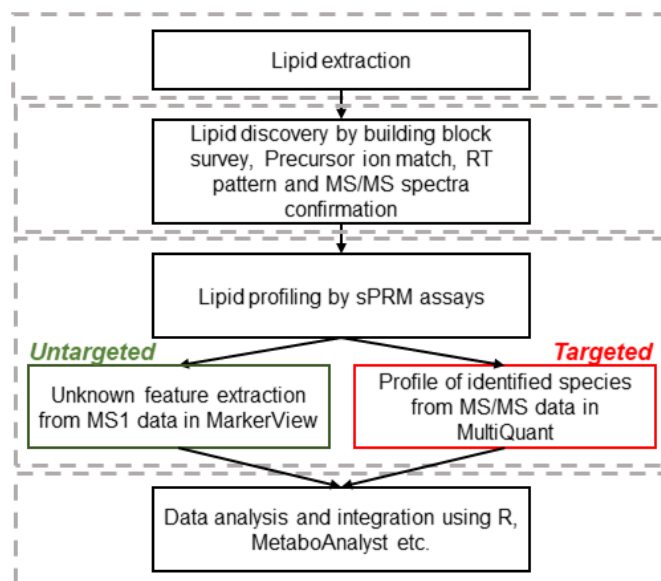 Lipid extraction
Lipid discovery by building block
survey, Precursor ion match, RT
pattern and MS/MS spectra
confirmation
Lipid profiling by sPRM assays
Untargeted
Targeted
Unknown feature extraction
from MS1 data in MarkerView
Profile of identified species
from MS/MS data in
MultiQuant
Data analysis and integration using R,
MetaboAnalyst etc.